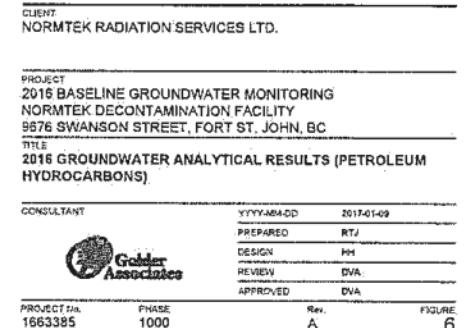 CLIENT
NORMTEK RADIATION SERVICES LTD.
PROJECT
2016 BASELINE GROUNDWATER MONITORING
NORMTEK DECONTAMINATION FACILITY
9676 SWANSON STREET, FORT ST. JOHN, BC
TITLE
2016 GROUNDWATER ANALYTICAL RESULTS (PETROLEUM
HYDROCARBONS)
CONSULTANT
Golder
Associates
YYYY-MM-DD 2017-01-09
PREPARED RTJ
DESIGN HH
REVIEW DVA
APPROVED DVA
PROJECT No. PHASE Rev. FIGURE
1663385 1000 A 6